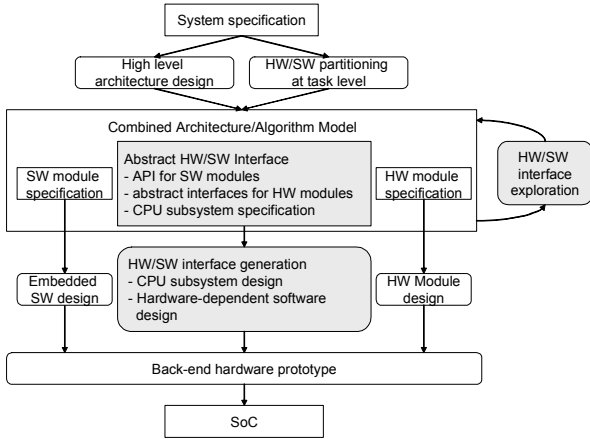 System specification
High level
architecture design
HW/SW partitioning
at task level
Combined Architecture/Algorithm Model
SW module
specification
Abstract HW/SW Interface
- API for SW modules
- abstract interfaces for HW modules
- CPU subsystem specification
HW module
specification
HW/SW
interface
exploration
Embedded
SW design
HW/SW interface generation
- CPU subsystem design
- Hardware-dependent software
design
HW Module
design
Back-end hardware prototype
SoC